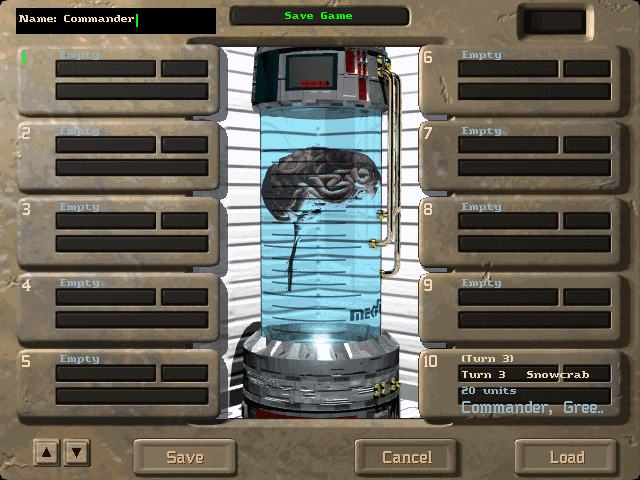 Name: Commander
Save Game
1 Empty
2 Empty
3 Empty
4 Empty
5 Empty
6 Empty
7 Empty
8 Empty
9 Empty
10 (Turn 3)
Turn 3 Snowcrab
20 units
Commander, Gree..
Save
Cancel
Load